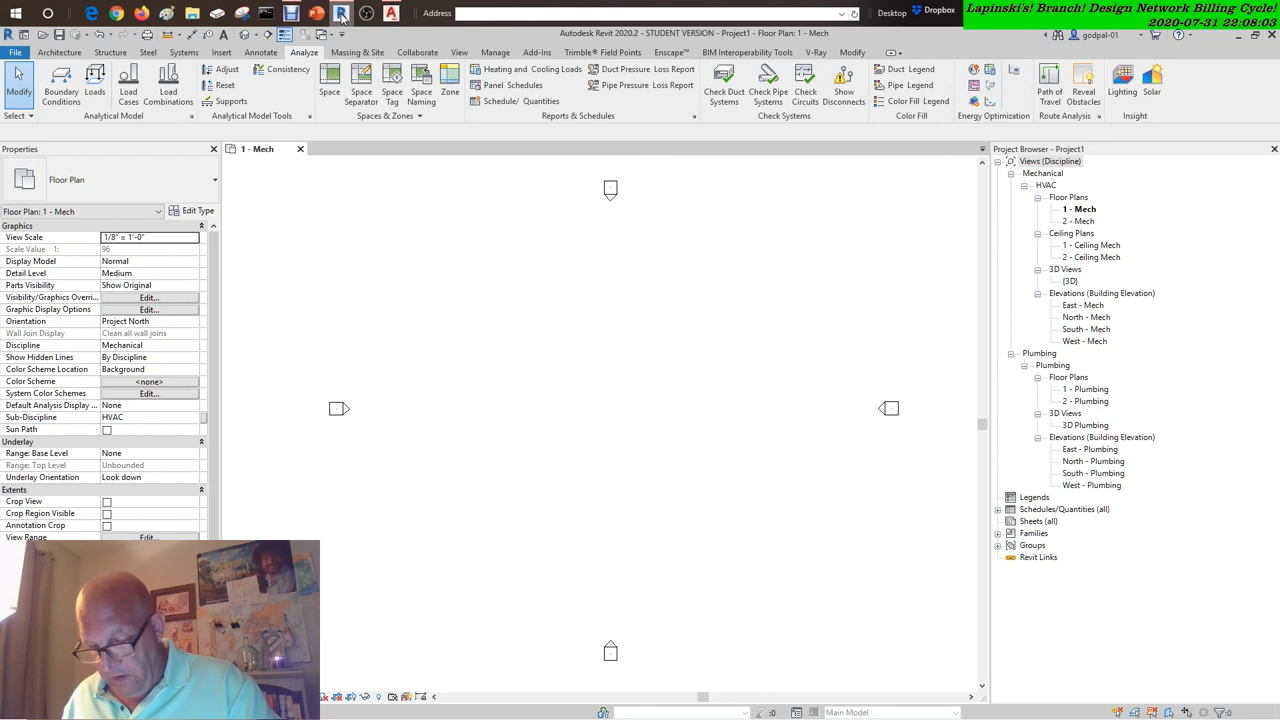 Address
Desktop
Dropbox
Lapinski's! Branch! Design Network Billing Cycle!
2020-07-31 22:08:03
Autodesk Revit 2020.2 - STUDENT VERSION - Project1 - Floor Plan: 1 - Mech
godpal-01
File Architecture Structure Steel Systems Insert Annotate Analyze Massing & Site Collaborate View Manage Add-Ins Trimble® Field Points Enscape™ BIM Interoperability Tools V-Ray Modify
Modify
Select
Boundary Conditions
Loads
Load Cases
Load Combinations
Analytical Model
Adjust
Reset
Supports
Consistency
Analytical Model Tools
Space
Space Separator
Space Tag
Space Naming
Zone
Spaces & Zones
Heating and Cooling Loads
Panel Schedules
Schedule/ Quantities
Duct Pressure Loss Report
Pipe Pressure Loss Report
Reports & Schedules
Check Duct Systems
Check Pipe Systems
Check Circuits
Show Disconnects
Check Systems
Duct Legend
Pipe Legend
Color Fill Legend
Color Fill
Energy Optimization
Path of Travel
Reveal Obstacles
Route Analysis
Lighting
Solar
Insight
Properties
Floor Plan
Floor Plan: 1 - Mech
Edit Type
Graphics
View Scale 1/8" = 1'-0"
Scale Value 1: 96
Display Model Normal
Detail Level Medium
Parts Visibility Show Original
Visibility/Graphics Overri... Edit...
Graphic Display Options Edit...
Orientation Project North
Wall Join Display Clean all wall joins
Discipline Mechanical
Show Hidden Lines By Discipline
Color Scheme Location Background
Color Scheme <none>
System Color Schemes Edit...
Default Analysis Display ... None
Sub-Discipline HVAC
Sun Path
Underlay
Range: Base Level None
Range: Top Level Unbounded
Underlay Orientation Look down
Extents
Crop View
Crop Region Visible
Annotation Crop
View Range Edit...
1 - Mech
Project Browser - Project1
Views (Discipline)
Mechanical
HVAC
Floor Plans
1 - Mech
2 - Mech
Ceiling Plans
1 - Ceiling Mech
2 - Ceiling Mech
3D Views
{3D}
Elevations (Building Elevation)
East - Mech
North - Mech
South - Mech
West - Mech
Plumbing
Plumbing
Floor Plans
1 - Plumbing
2 - Plumbing
3D Views
3D Plumbing
Elevations (Building Elevation)
East - Plumbing
North - Plumbing
South - Plumbing
West - Plumbing
Legends
Schedules/Quantities (all)
Sheets (all)
Families
Groups
Revit Links
:0
Main Model
:0